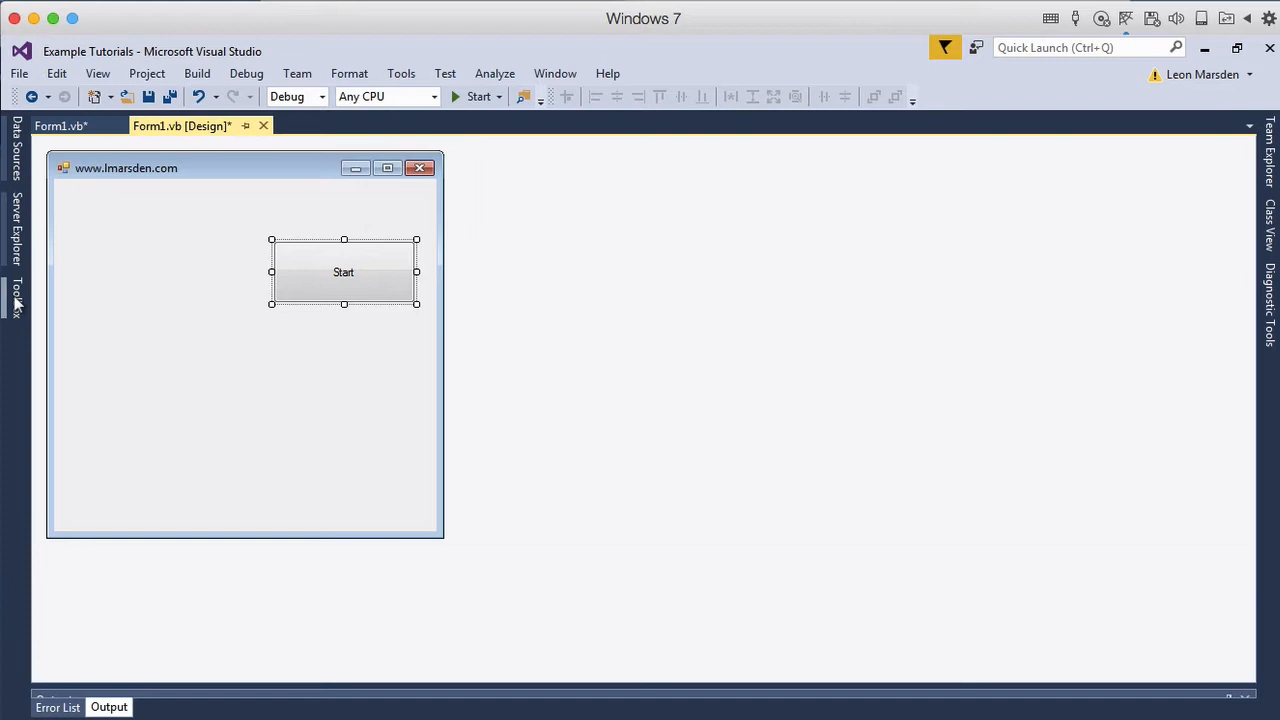 Windows 7
Example Tutorials - Microsoft Visual Studio
Quick Launch (Ctrl+Q)
File Edit View Project Build Debug Team Format Tools Test Analyze Window Help
Leon Marsden
Debug Any CPU Start
Form1.vb* Form1.vb [Design]*
Data Sources
Server Explorer
www.lmarsden.com
Start
Team Explorer
Class View
Diagnostic Tools
Error List Output